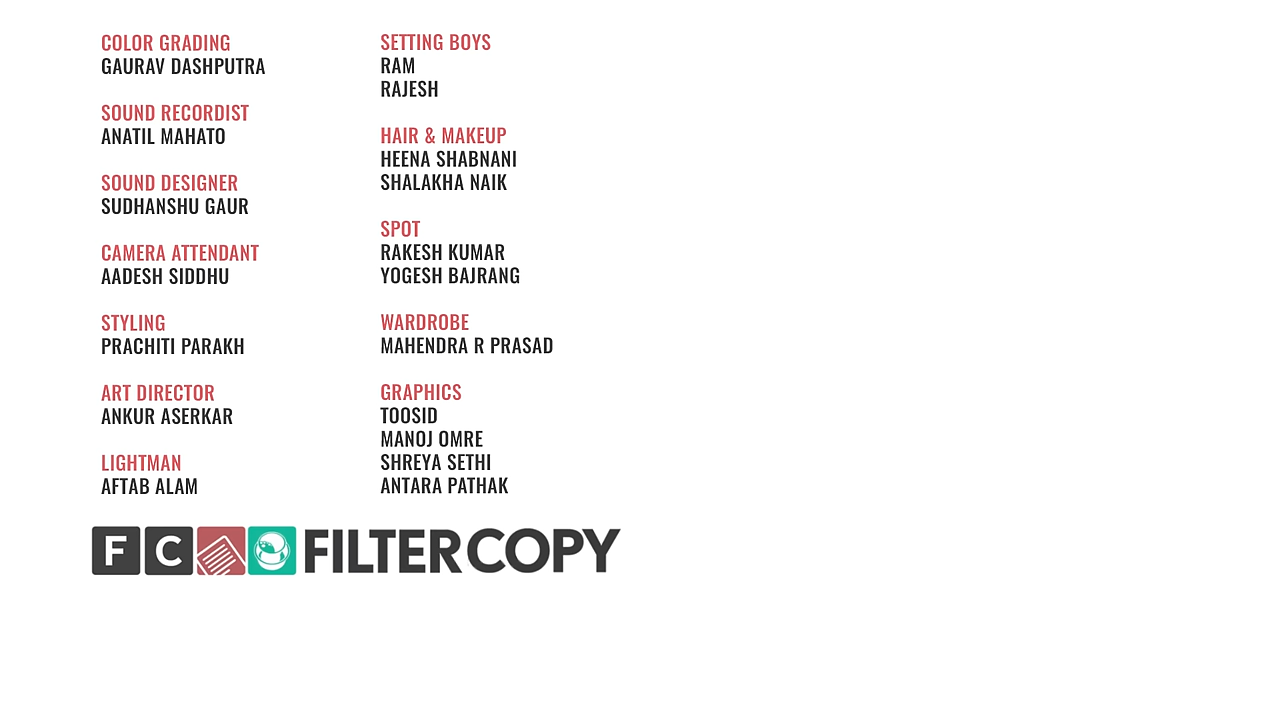 COLOR GRADING
GAURAV DASHPUTRA
SOUND RECORDIST
ANATIL MAHATO
SOUND DESIGNER
SUDHANSHU GAUR
CAMERA ATTENDANT
AADESH SIDDHU
STYLING
PRACHITI PARAKH
ART DIRECTOR
ANKUR ASERKAR
LIGHTMAN
AFTAB ALAM
SETTING BOYS
RAM
RAJESH
HAIR & MAKEUP
HEENA SHABNANI
SHALAKHA NAIK
SPOT
RAKESH KUMAR
YOGESH BAJRANG
WARDROBE
MAHENDRA R PRASAD
GRAPHICS
TOOSID
MANOJ OMRE
SHREYA SETHI
ANTARA PATHAK
F C FILTERCOPY